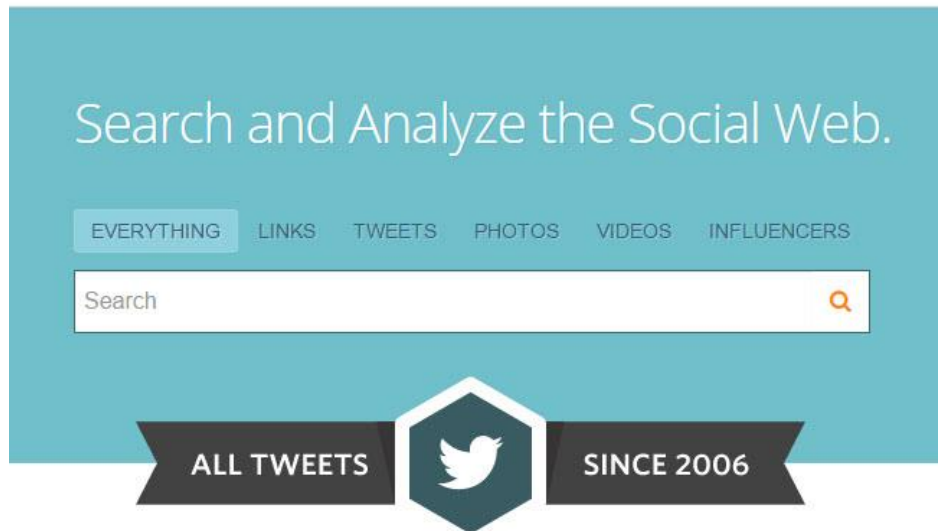 Search and Analyze the Social Web.
EVERYTHING LINKS TWEETS PHOTOS VIDEOS INFLUENCERS
Search
ALL TWEETS SINCE 2006